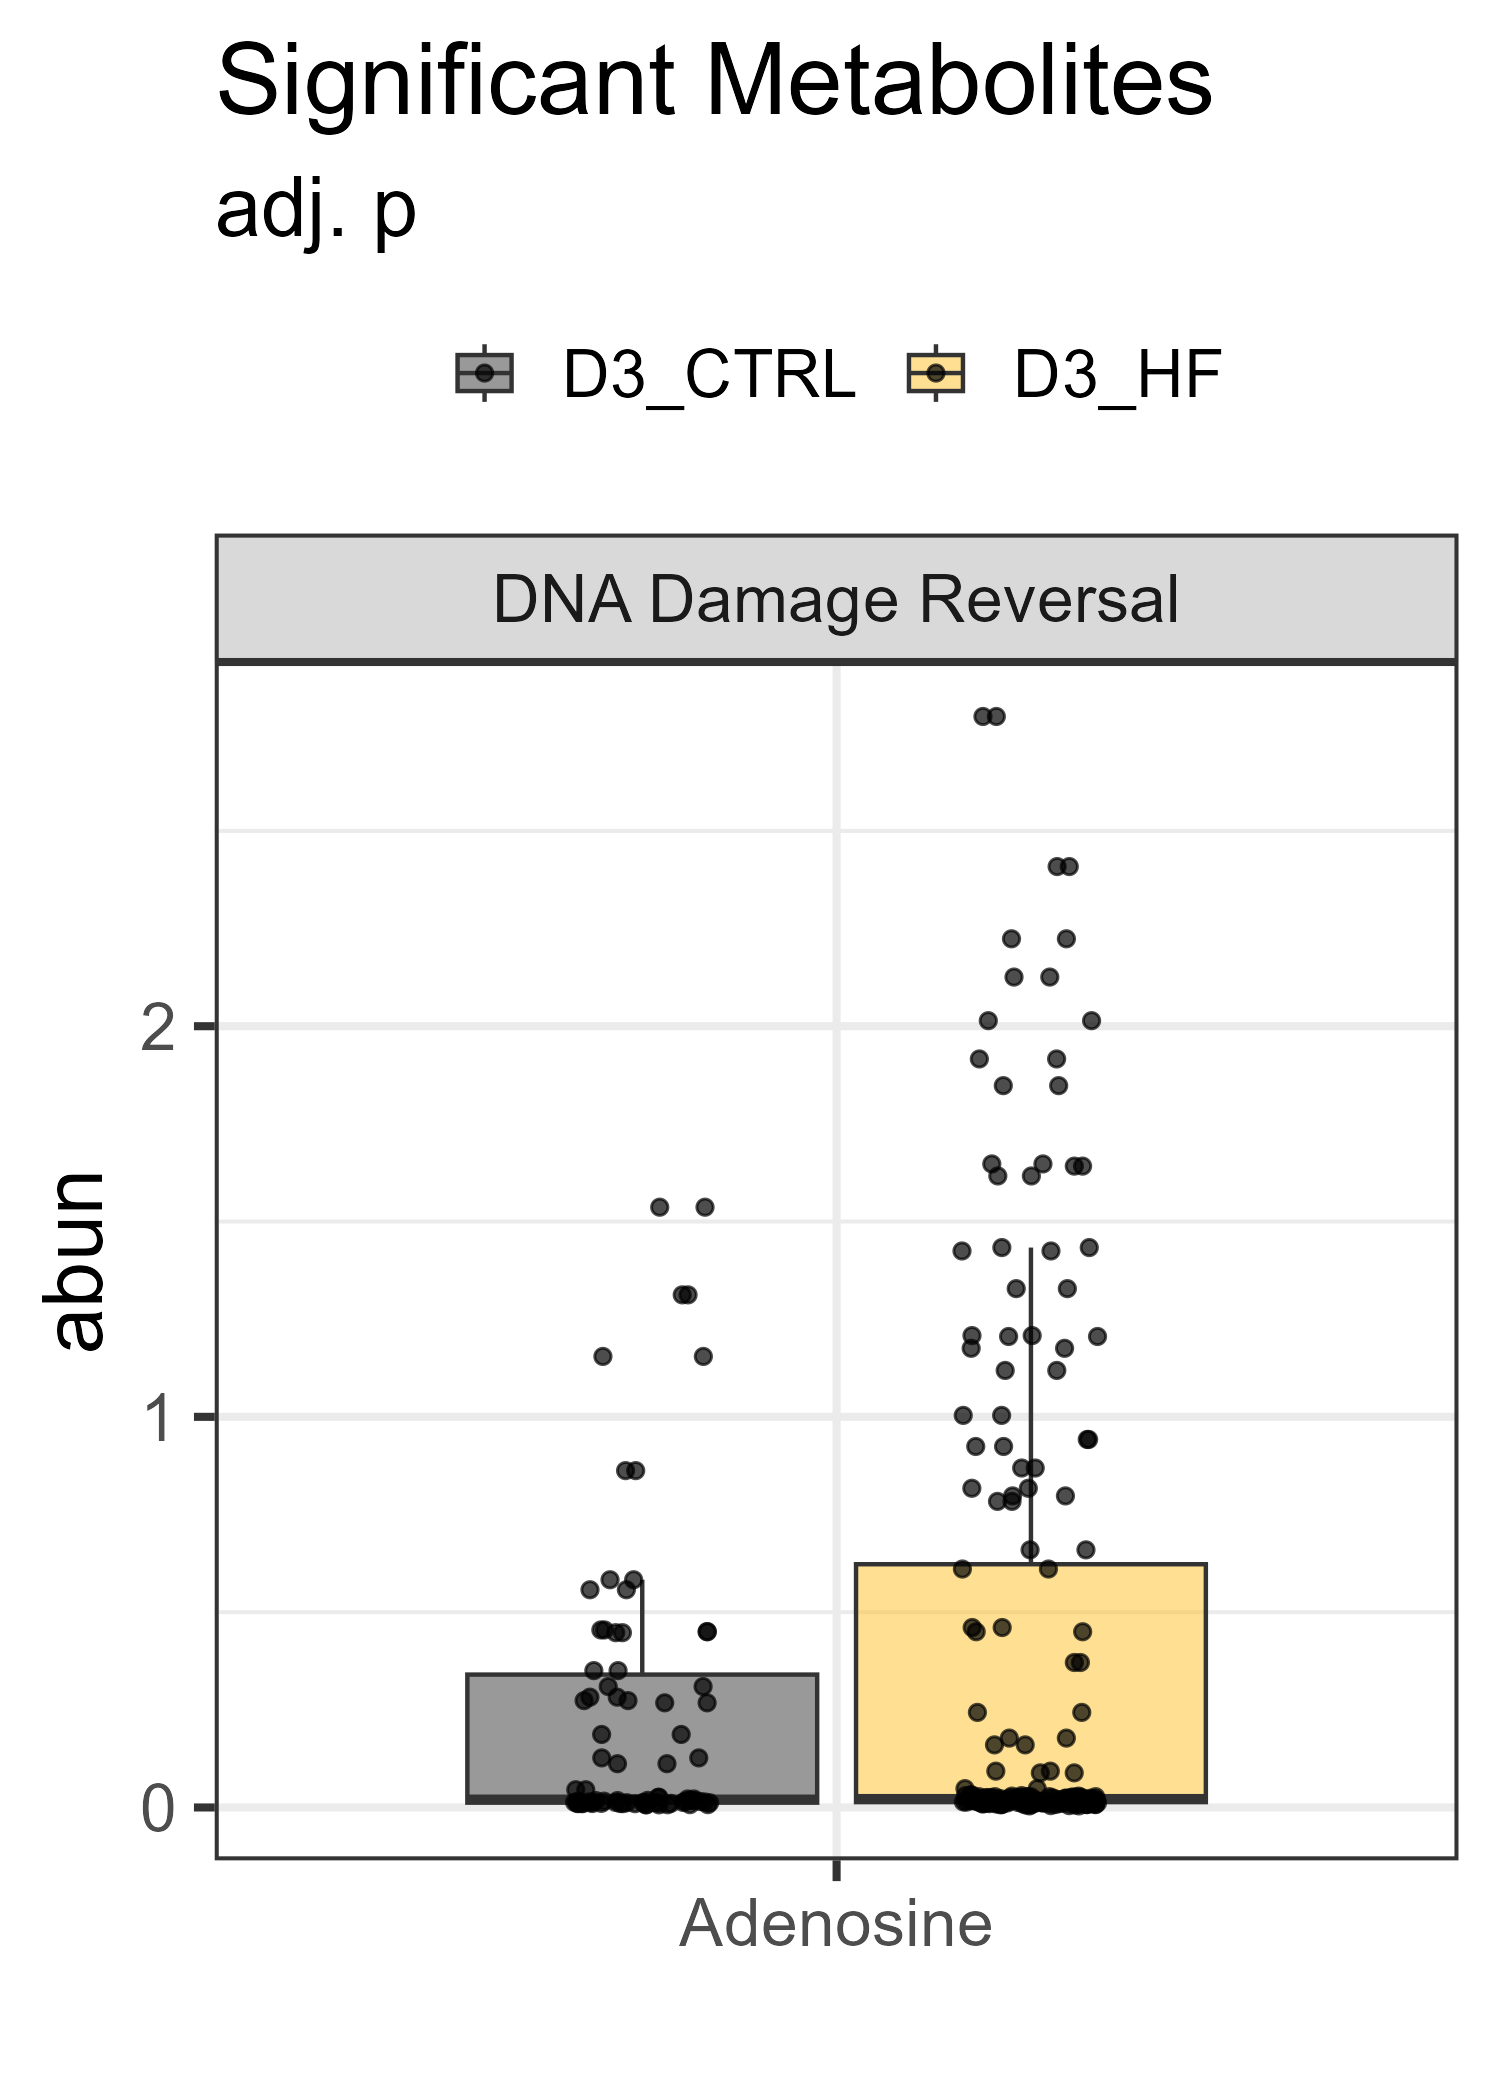 Significant Metabolites
adj. p
D3_CTRL D3_HF
DNA Damage Reversal
2
1
0
abun
Adenosine